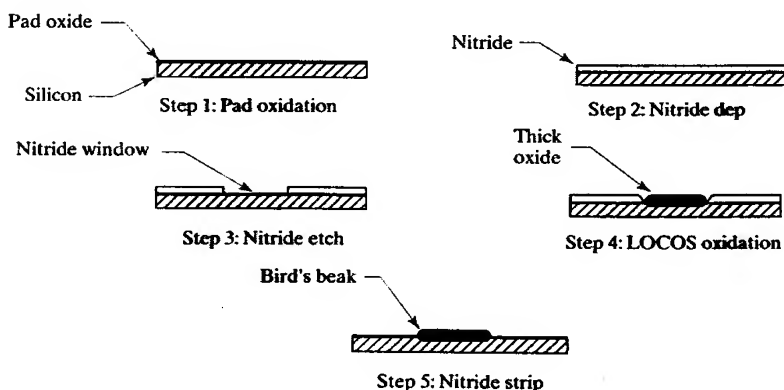 Pad oxide
Silicon
Step 1: Pad oxidation
Nitride
Step 2: Nitride dep
Nitride window
Step 3: Nitride etch
Thick
oxide
Step 4: LOCOS oxidation
Bird's beak
Step 5: Nitride strip